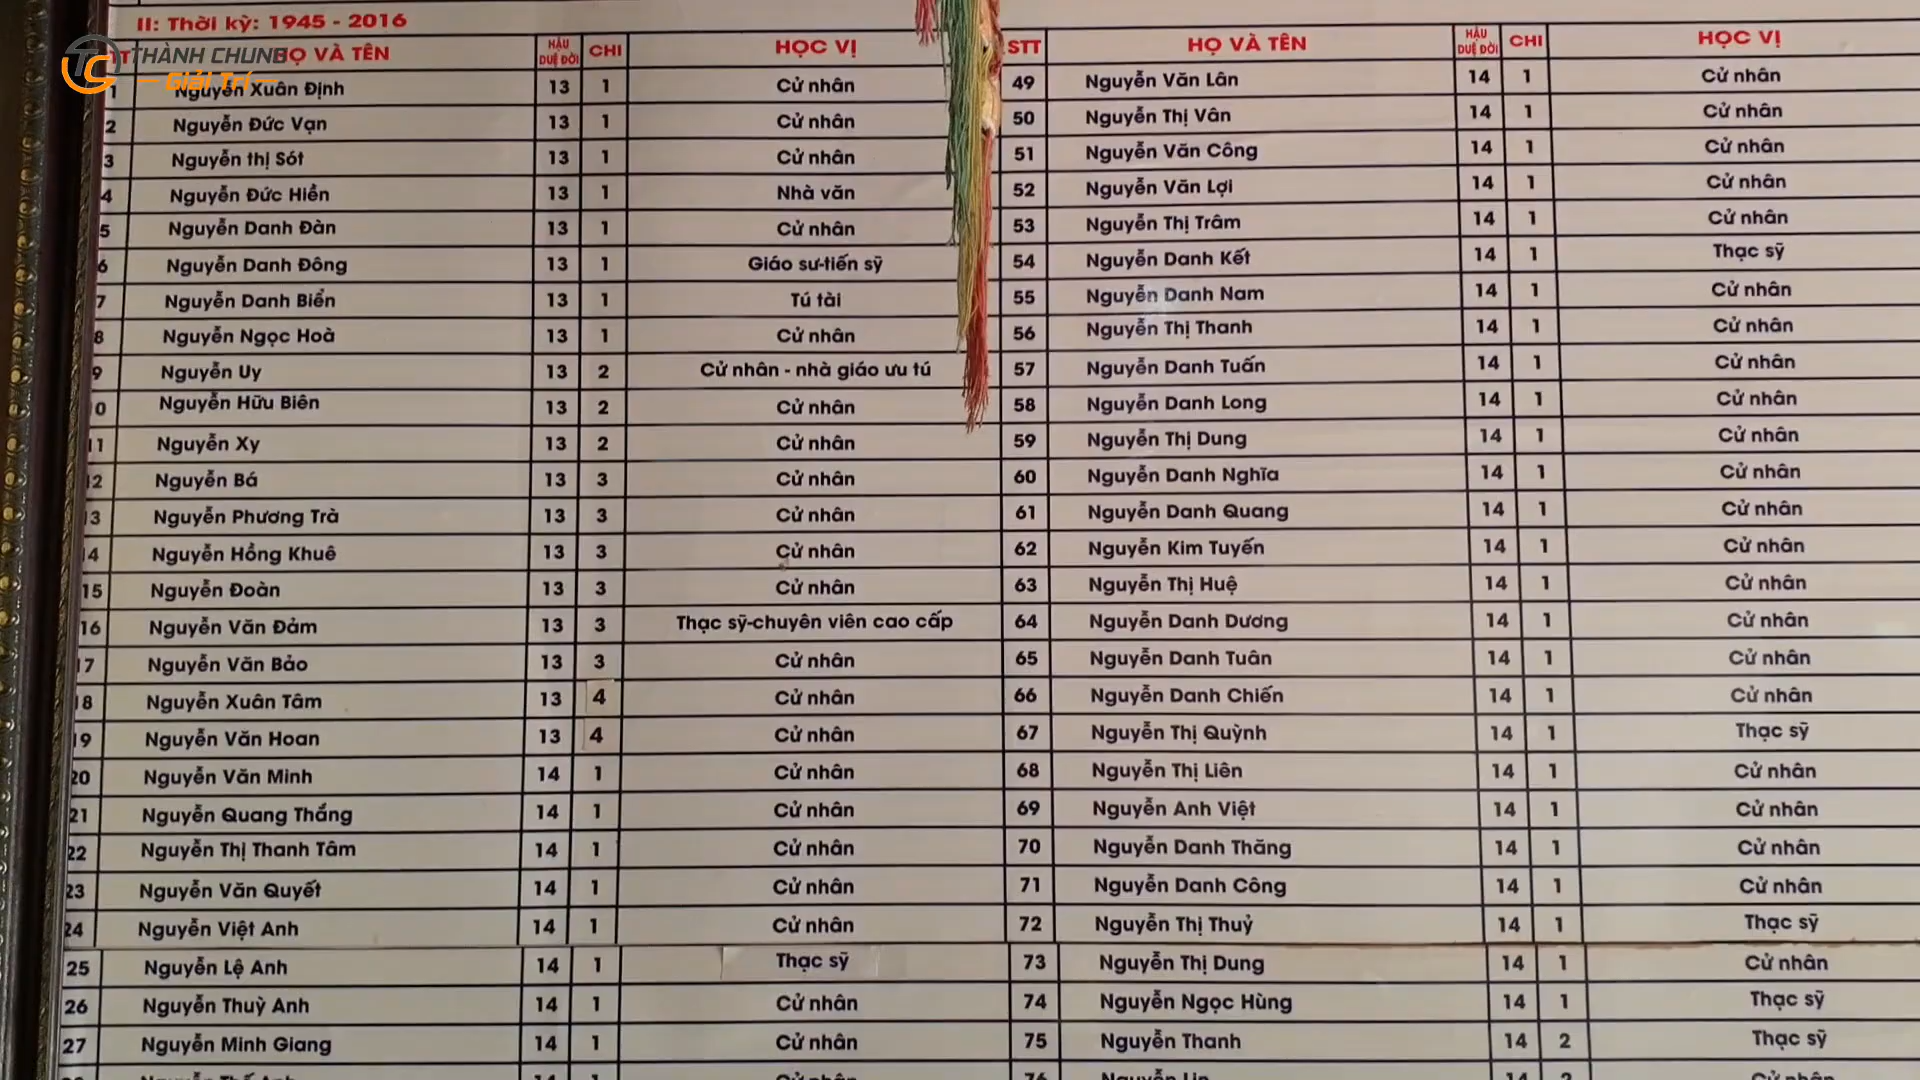 II: Thời kỳ: 1945 - 2016
THÀNH CHUNG
Giải Trí
HỌ VÀ TÊN HẬU DUỆ ĐỜI CHI HỌC VỊ STT HỌ VÀ TÊN HẬU DUỆ ĐỜI CHI HỌC VỊ
1 Nguyễn Xuân Định 13 1 Cử nhân 49 Nguyễn Văn Lân 14 1 Cử nhân
2 Nguyễn Đức Vạn 13 1 Cử nhân 50 Nguyễn Thị Vân 14 1 Cử nhân
3 Nguyễn thị Sót 13 1 Cử nhân 51 Nguyễn Văn Công 14 1 Cử nhân
4 Nguyễn Đức Hiền 13 1 Nhà văn 52 Nguyễn Văn Lợi 14 1 Cử nhân
5 Nguyễn Danh Đàn 13 1 Cử nhân 53 Nguyễn Thị Trâm 14 1 Cử nhân
6 Nguyễn Danh Đông 13 1 Giáo sư-tiến sỹ 54 Nguyễn Danh Kết 14 1 Thạc sỹ
7 Nguyễn Danh Biển 13 1 Tú tài 55 Nguyễn Danh Nam 14 1 Cử nhân
8 Nguyễn Ngọc Hoà 13 1 Cử nhân 56 Nguyễn Thị Thanh 14 1 Cử nhân
9 Nguyễn Uy 13 2 Cử nhân - nhà giáo ưu tú 57 Nguyễn Danh Tuấn 14 1 Cử nhân
10 Nguyễn Hữu Biên 13 2 Cử nhân 58 Nguyễn Danh Long 14 1 Cử nhân
11 Nguyễn Xy 13 2 Cử nhân 59 Nguyễn Thị Dung 14 1 Cử nhân
12 Nguyễn Bá 13 3 Cử nhân 60 Nguyễn Danh Nghĩa 14 1 Cử nhân
13 Nguyễn Phương Trà 13 3 Cử nhân 61 Nguyễn Danh Quang 14 1 Cử nhân
14 Nguyễn Hồng Khuê 13 3 Cử nhân 62 Nguyễn Kim Tuyến 14 1 Cử nhân
15 Nguyễn Đoàn 13 3 Cử nhân 63 Nguyễn Thị Huệ 14 1 Cử nhân
16 Nguyễn Văn Đảm 13 3 Thạc sỹ-chuyên viên cao cấp 64 Nguyễn Danh Dương 14 1 Cử nhân
17 Nguyễn Văn Bảo 13 3 Cử nhân 65 Nguyễn Danh Tuân 14 1 Cử nhân
18 Nguyễn Xuân Tâm 13 4 Cử nhân 66 Nguyễn Danh Chiến 14 1 Cử nhân
19 Nguyễn Văn Hoan 13 4 Cử nhân 67 Nguyễn Thị Quỳnh 14 1 Thạc sỹ
20 Nguyễn Văn Minh 14 1 Cử nhân 68 Nguyễn Thị Liên 14 1 Cử nhân
21 Nguyễn Quang Thắng 14 1 Cử nhân 69 Nguyễn Anh Việt 14 1 Cử nhân
22 Nguyễn Thị Thanh Tâm 14 1 Cử nhân 70 Nguyễn Danh Thăng 14 1 Cử nhân
23 Nguyễn Văn Quyết 14 1 Cử nhân 71 Nguyễn Danh Công 14 1 Cử nhân
24 Nguyễn Việt Anh 14 1 Cử nhân 72 Nguyễn Thị Thuỷ 14 1 Thạc sỹ
25 Nguyễn Lệ Anh 14 1 Thạc sỹ 73 Nguyễn Thị Dung 14 1 Cử nhân
26 Nguyễn Thuỳ Anh 14 1 Cử nhân 74 Nguyễn Ngọc Hùng 14 1 Thạc sỹ
27 Nguyễn Minh Giang 14 1 Cử nhân 75 Nguyễn Thanh 14 2 Thạc sỹ